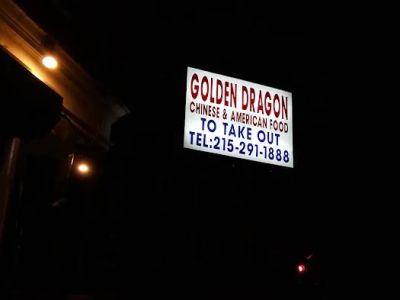 GOLDEN DRAGON
CHINESE & AMERICAN FOOD
TO TAKE OUT
TEL:215-291-1888